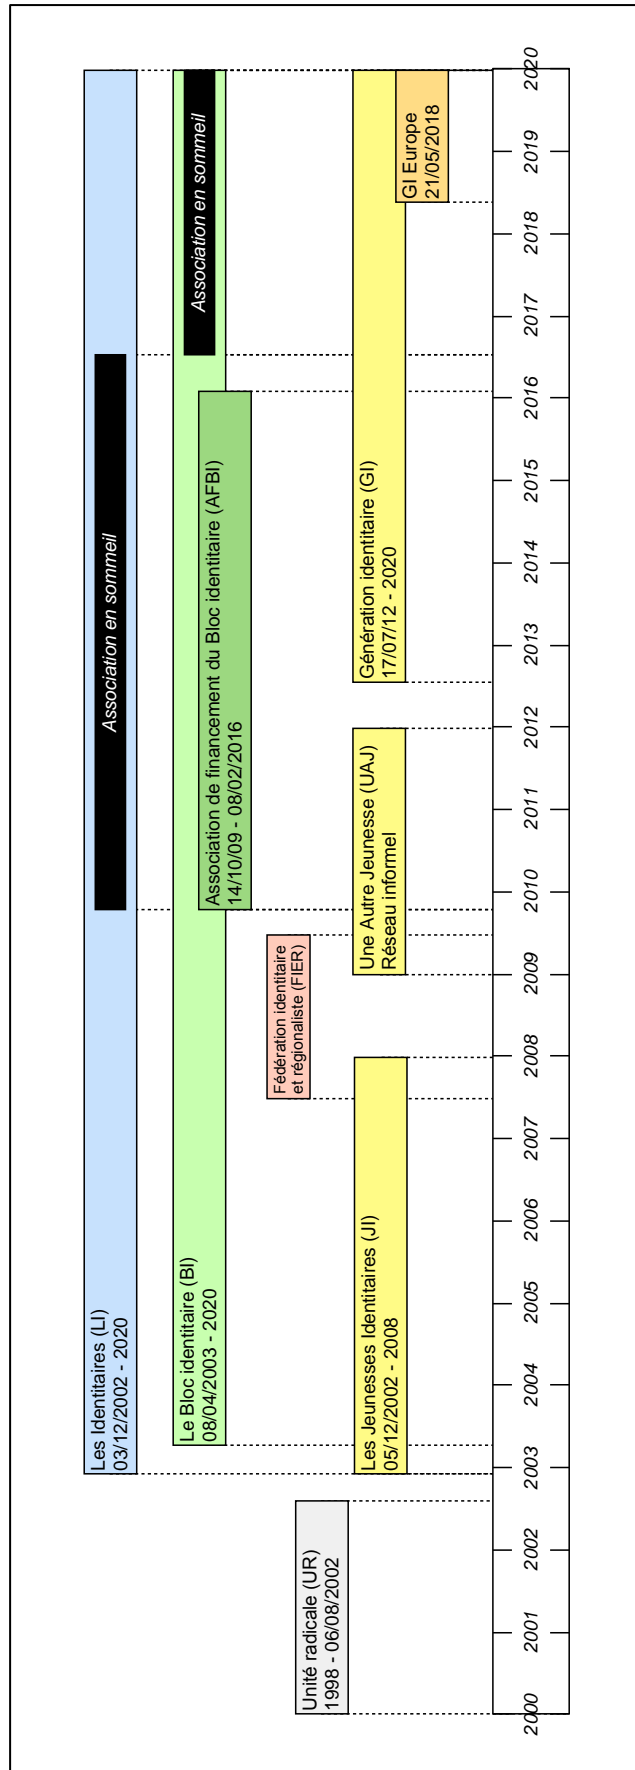 Les Identitaires (LI)
03/12/2002 - 2020
Association en sommeil
Le Bloc identitaire (BI)
08/04/2003 - 2020
Association en sommeil
Association de financement du Bloc identitaire (AFBI)
14/10/09 - 08/02/2016
Fédération identitaire
et régionaliste (FIER)
Unité radicale (UR)
1998 - 06/08/2002
Les Jeunesses Identitaires (JI)
05/12/2002 - 2008
Une Autre Jeunesse (UAJ)
Réseau informel
Génération identitaire (GI)
17/07/12 - 2020
GI Europe
21/05/2018
2000
2001
2002
2003
2004
2005
2006
2007
2008
2009
2010
2011
2012
2013
2014
2015
2016
2017
2018
2019
2020